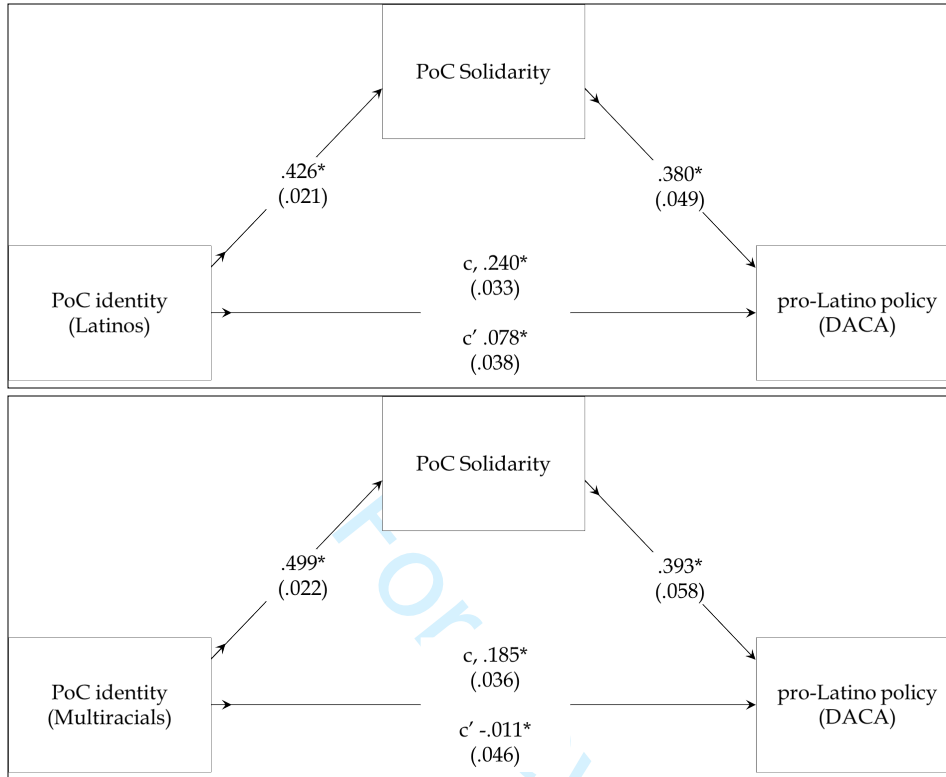 PoC Solidarity
.426*
(.021)
.380*
(.049)
PoC identity
(Latinos)
c, .240*
(.033)
c’ .078*
(.038)
pro-Latino policy
(DACA)
PoC Solidarity
.499*
(.022)
.393*
(.058)
PoC identity
(Multiracials)
c, .185*
(.036)
c’ -.011*
(.046)
pro-Latino policy
(DACA)
For